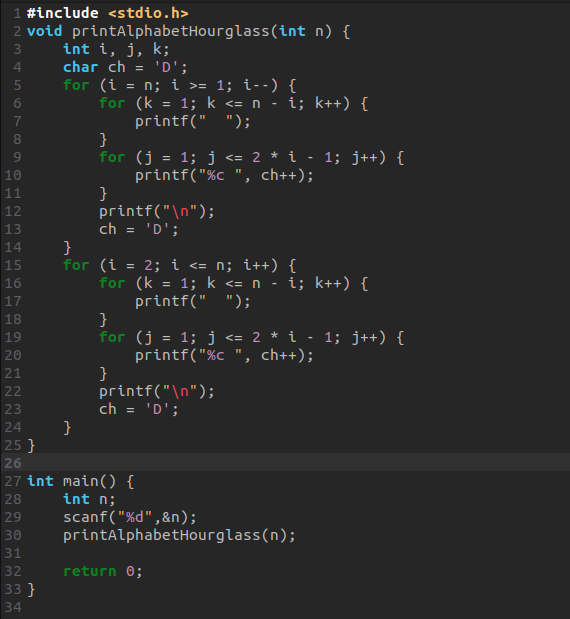 1 #include <stdio.h>
2 void printAlphabetHourglass(int n) {
3     int i, j, k;
4     char ch = 'D';
5     for (i = n; i >= 1; i--) {
6         for (k = 1; k <= n - i; k++) {
7             printf("  ");
8         }
9         for (j = 1; j <= 2 * i - 1; j++) {
10             printf("%c ", ch++);
11         }
12         printf("\n");
13         ch = 'D';
14     }
15     for (i = 2; i <= n; i++) {
16         for (k = 1; k <= n - i; k++) {
17             printf("  ");
18         }
19         for (j = 1; j <= 2 * i - 1; j++) {
20             printf("%c ", ch++);
21         }
22         printf("\n");
23         ch = 'D';
24     }
25 }
26
27 int main() {
28     int n;
29     scanf("%d",&n);
30     printAlphabetHourglass(n);
31
32     return 0;
33 }
34